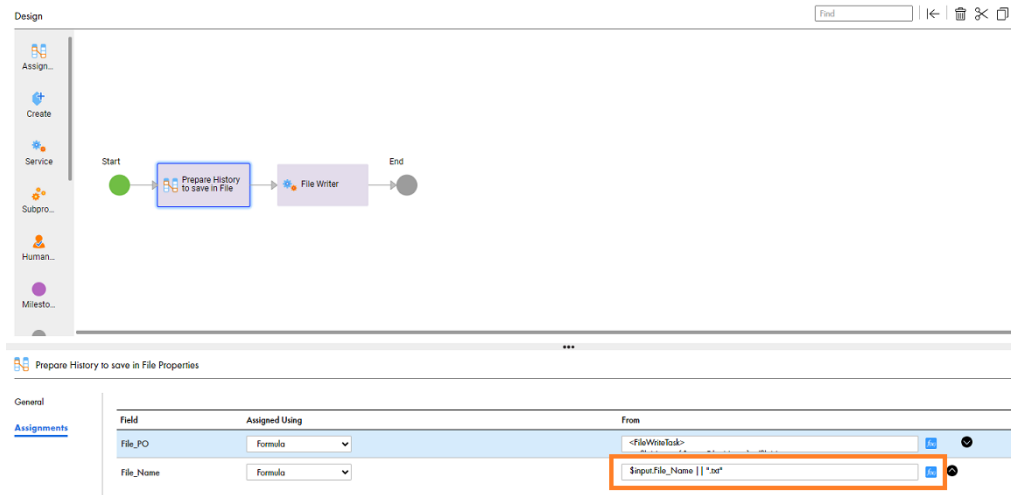 Design
Find
Assign...
Create
Service
Subpro...
Human...
Milesto...
Start
Prepare History
to save in File
File Writer
End
Prepare History to save in File Properties
General
Assignments
Field Assigned Using From
File_PO Formula <FileWriteTask>
File_Name Formula $input.File_Name || ".txt"